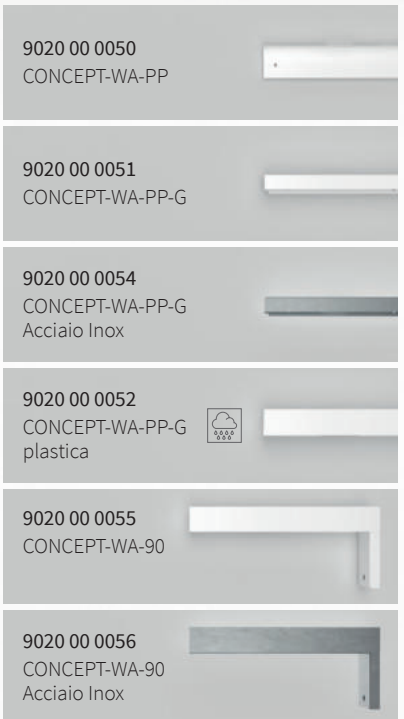 9020 00 0050
CONCEPT-WA-PP
9020 00 0051
CONCEPT-WA-PP-G
9020 00 0054
CONCEPT-WA-PP-G
Acciaio Inox
9020 00 0052
CONCEPT-WA-PP-G
plastica
9020 00 0055
CONCEPT-WA-90
9020 00 0056
CONCEPT-WA-90
Acciaio Inox